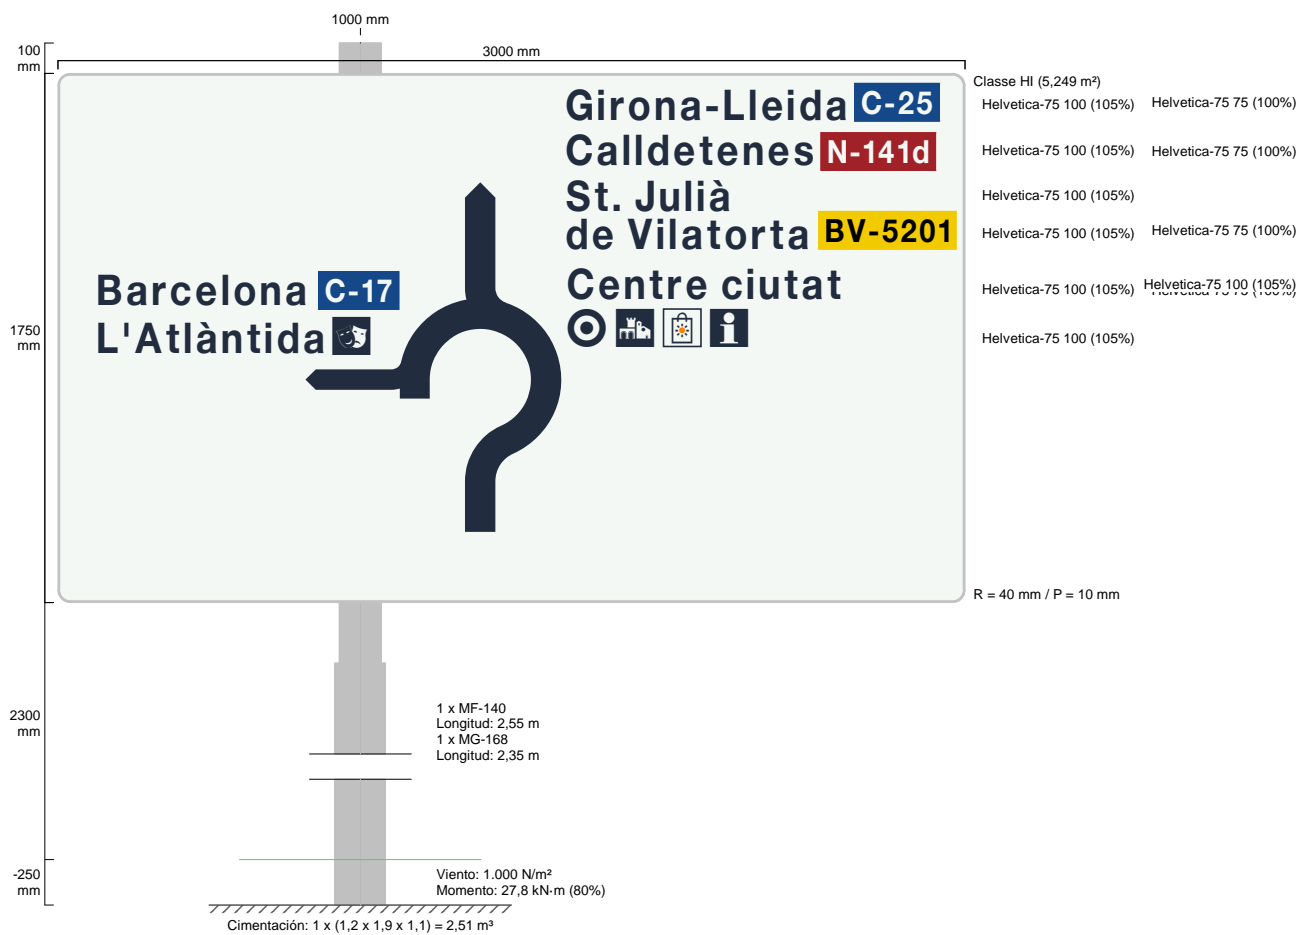 1000 mm
100
mm
3000 mm
Classe HI (5,249 m²)
Girona-Lleida C-25
Helvetica-75 100 (105%) Helvetica-75 75 (100%)
Calldetenes N-141d
Helvetica-75 100 (105%) Helvetica-75 75 (100%)
St. Julià
Helvetica-75 100 (105%)
de Vilatorta BV-5201
Helvetica-75 100 (105%) Helvetica-75 75 (100%)
Barcelona C-17
Centre ciutat
Helvetica-75 100 (105%) Helvetica-75 100 (105%)
L'Atlàntida
i
Helvetica-75 100 (105%)
1750
mm
R = 40 mm / P = 10 mm
2300
mm
1 x MF-140
Longitud: 2,55 m
1 x MG-168
Longitud: 2,35 m
-250
mm
Viento: 1.000 N/m²
Momento: 27,8 kN·m (80%)
Cimentación: 1 x (1,2 x 1,9 x 1,1) = 2,51 m³